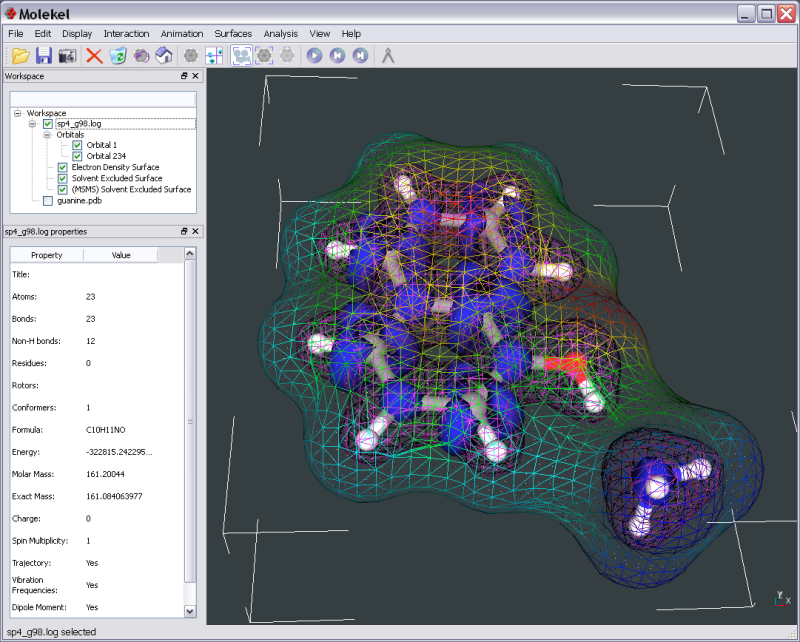 Molekel
File Edit Display Interaction Animation Surfaces Analysis View Help
Workspace
Workspace
sp4_g98.log
Orbitals
Orbital 1
Orbital 234
Electron Density Surface
Solvent Excluded Surface
(MSMS) Solvent Excluded Surface
guanine.pdb
sp4_g98.log properties
Property Value
Title:
Atoms: 23
Bonds: 23
Non-H bonds: 12
Residues: 0
Rotors:
Conformers: 1
Formula: C10H11NO
Energy: -322815.242295...
Molar Mass: 161.20044
Exact Mass: 161.084063977
Charge: 0
Spin Multiplicity: 1
Trajectory: Yes
Vibration
Frequencies: Yes
Dipole Moment: Yes
Y
X
sp4_g98.log selected